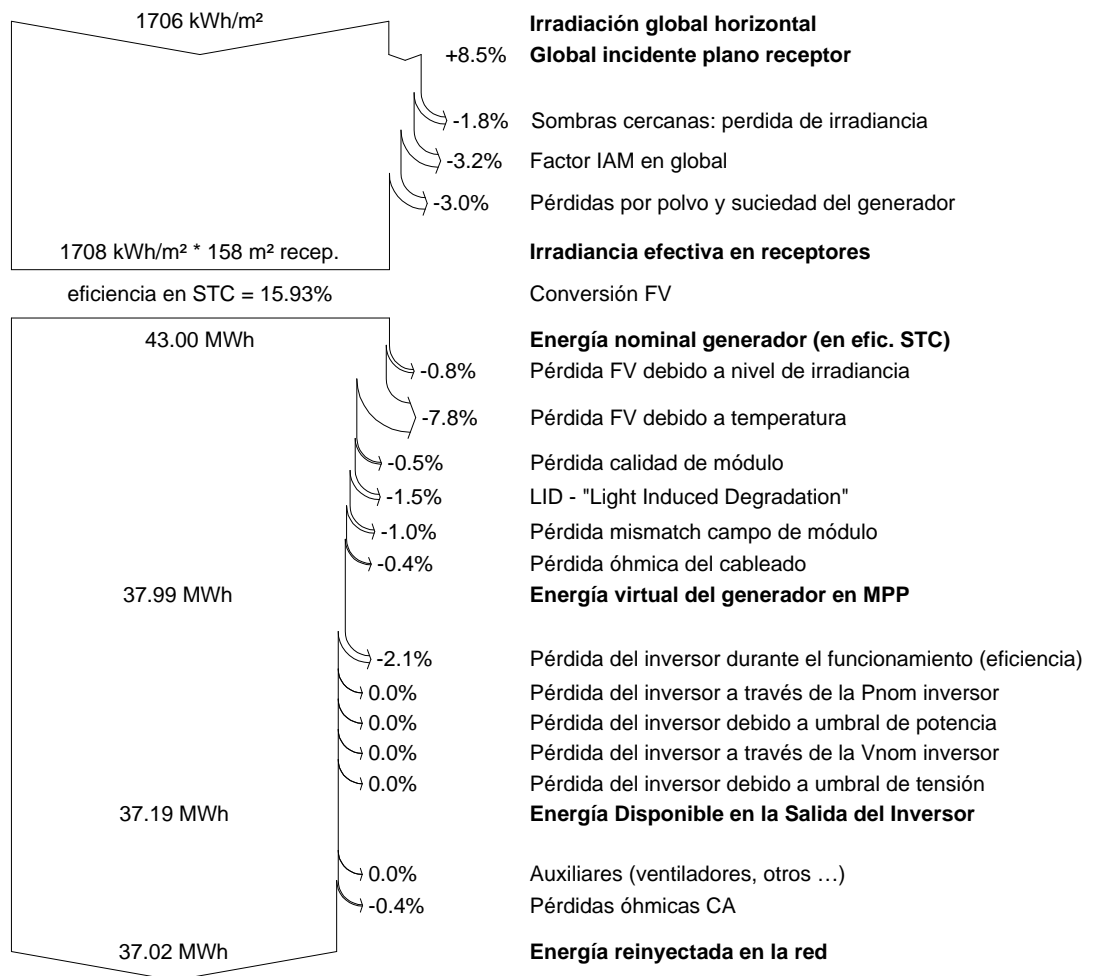 1706 kWh/m² Irradiación global horizontal
+8.5% Global incidente plano receptor
-1.8% Sombras cercanas: perdida de irradiancia
-3.2% Factor IAM en global
-3.0% Pérdidas por polvo y suciedad del generador
1708 kWh/m² * 158 m² recep. Irradiancia efectiva en receptores
eficiencia en STC = 15.93% Conversión FV
43.00 MWh Energía nominal generador (en efic. STC)
-0.8% Pérdida FV debido a nivel de irradiancia
-7.8% Pérdida FV debido a temperatura
-0.5% Pérdida calidad de módulo
-1.5% LID - "Light Induced Degradation"
-1.0% Pérdida mismatch campo de módulo
-0.4% Pérdida óhmica del cableado
37.99 MWh Energía virtual del generador en MPP
-2.1% Pérdida del inversor durante el funcionamiento (eficiencia)
0.0% Pérdida del inversor a través de la Pnom inversor
0.0% Pérdida del inversor debido a umbral de potencia
0.0% Pérdida del inversor a través de la Vnom inversor
0.0% Pérdida del inversor debido a umbral de tensión
37.19 MWh Energía Disponible en la Salida del Inversor
0.0% Auxiliares (ventiladores, otros …)
-0.4% Pérdidas óhmicas CA
37.02 MWh Energía reinyectada en la red